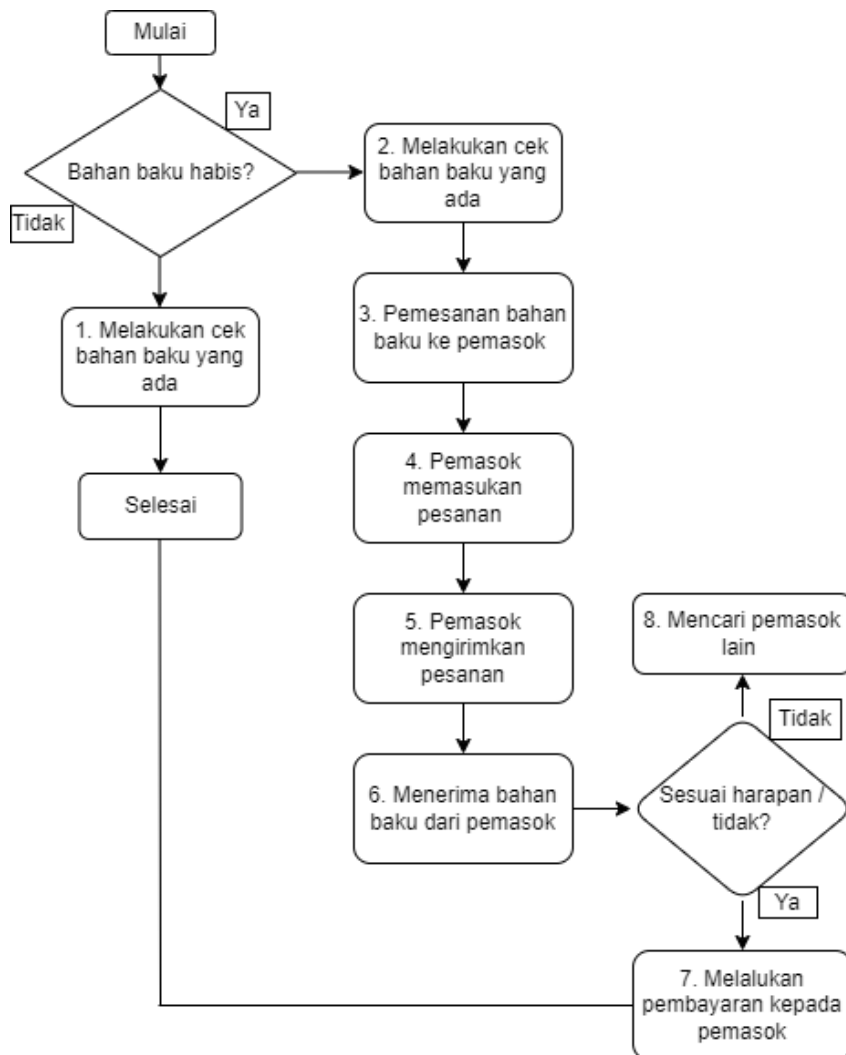 Mulai
Ya
Bahan baku habis?
Tidak
2. Melakukan cek
bahan baku yang
ada
1. Melakukan cek
bahan baku yang
ada
3. Pemesanan bahan
baku ke pemasok
4. Pemasok
memasukan
pesanan
Selesai
5. Pemasok
mengirimkan
pesanan
8. Mencari pemasok
lain
Tidak
6. Menerima bahan
baku dari pemasok
Sesuai harapan /
tidak?
Ya
7. Melalukan
pembayaran kepada
pemasok